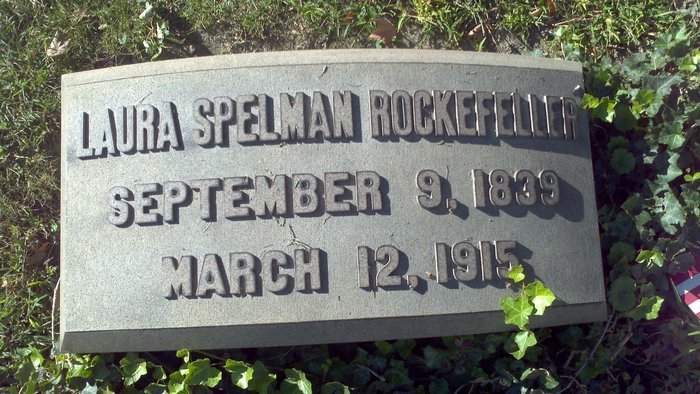 LAURA SPELMAN ROCKEFELLER
SEPTEMBER 9, 1839
MARCH 12, 1915